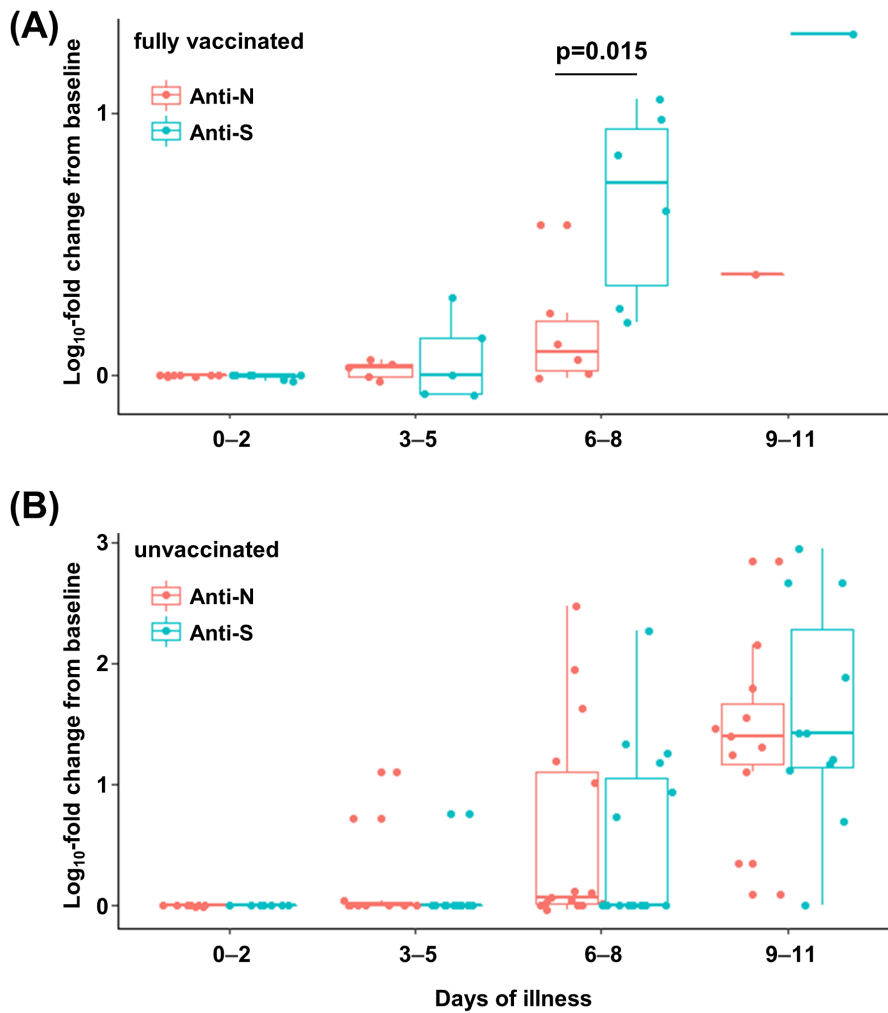 (A)
fully vaccinated
Anti-N
Anti-S
p=0.015
Log₁₀-fold change from baseline
1
0
0–2
3–5
6–8
9–11
(B)
unvaccinated
Anti-N
Anti-S
Log₁₀-fold change from baseline
3
2
1
0
0–2
3–5
6–8
9–11
Days of illness